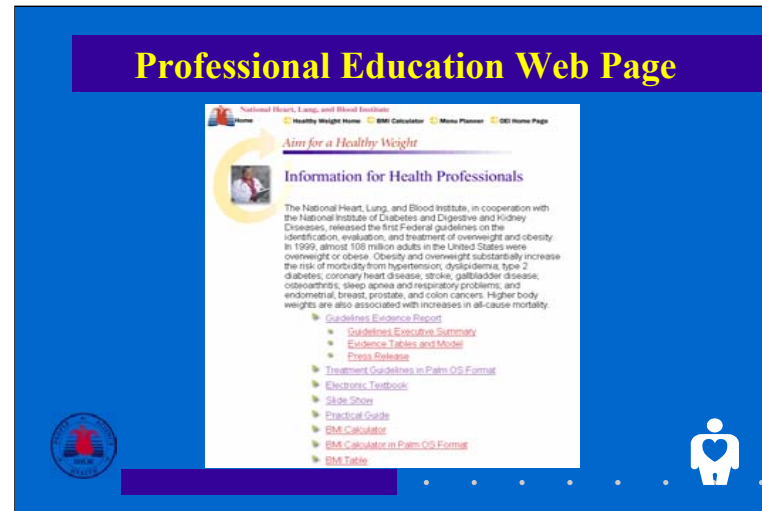 Professional Education Web Page
National Heart, Lung, and Blood Institute
Home Healthy Weight Home BMI Calculator Menu Planner OEI Home Page
Aim for a Healthy Weight
Information for Health Professionals
The National Heart, Lung, and Blood Institute, in cooperation with
the National Institute of Diabetes and Digestive and Kidney
Diseases, released the first Federal guidelines on the
identification, evaluation, and treatment of overweight and obesity.
In 1999, almost 108 million adults in the United States were
overweight or obese. Obesity and overweight substantially increase
the risk of morbidity from hypertension; dyslipidemia; type 2
diabetes; coronary heart disease; stroke; gallbladder disease;
osteoarthritis; sleep apnea and respiratory problems; and
endometrial, breast, prostate, and colon cancers. Higher body
weights are also associated with increases in all-cause mortality.
Guidelines Evidence Report
Guidelines Executive Summary
Evidence Tables and Model
Press Release
Treatment Guidelines in Palm OS Format
Electronic Textbook
Slide Show
Practical Guide
BMI Calculator
BMI Calculator in Palm OS Format
BMI Table